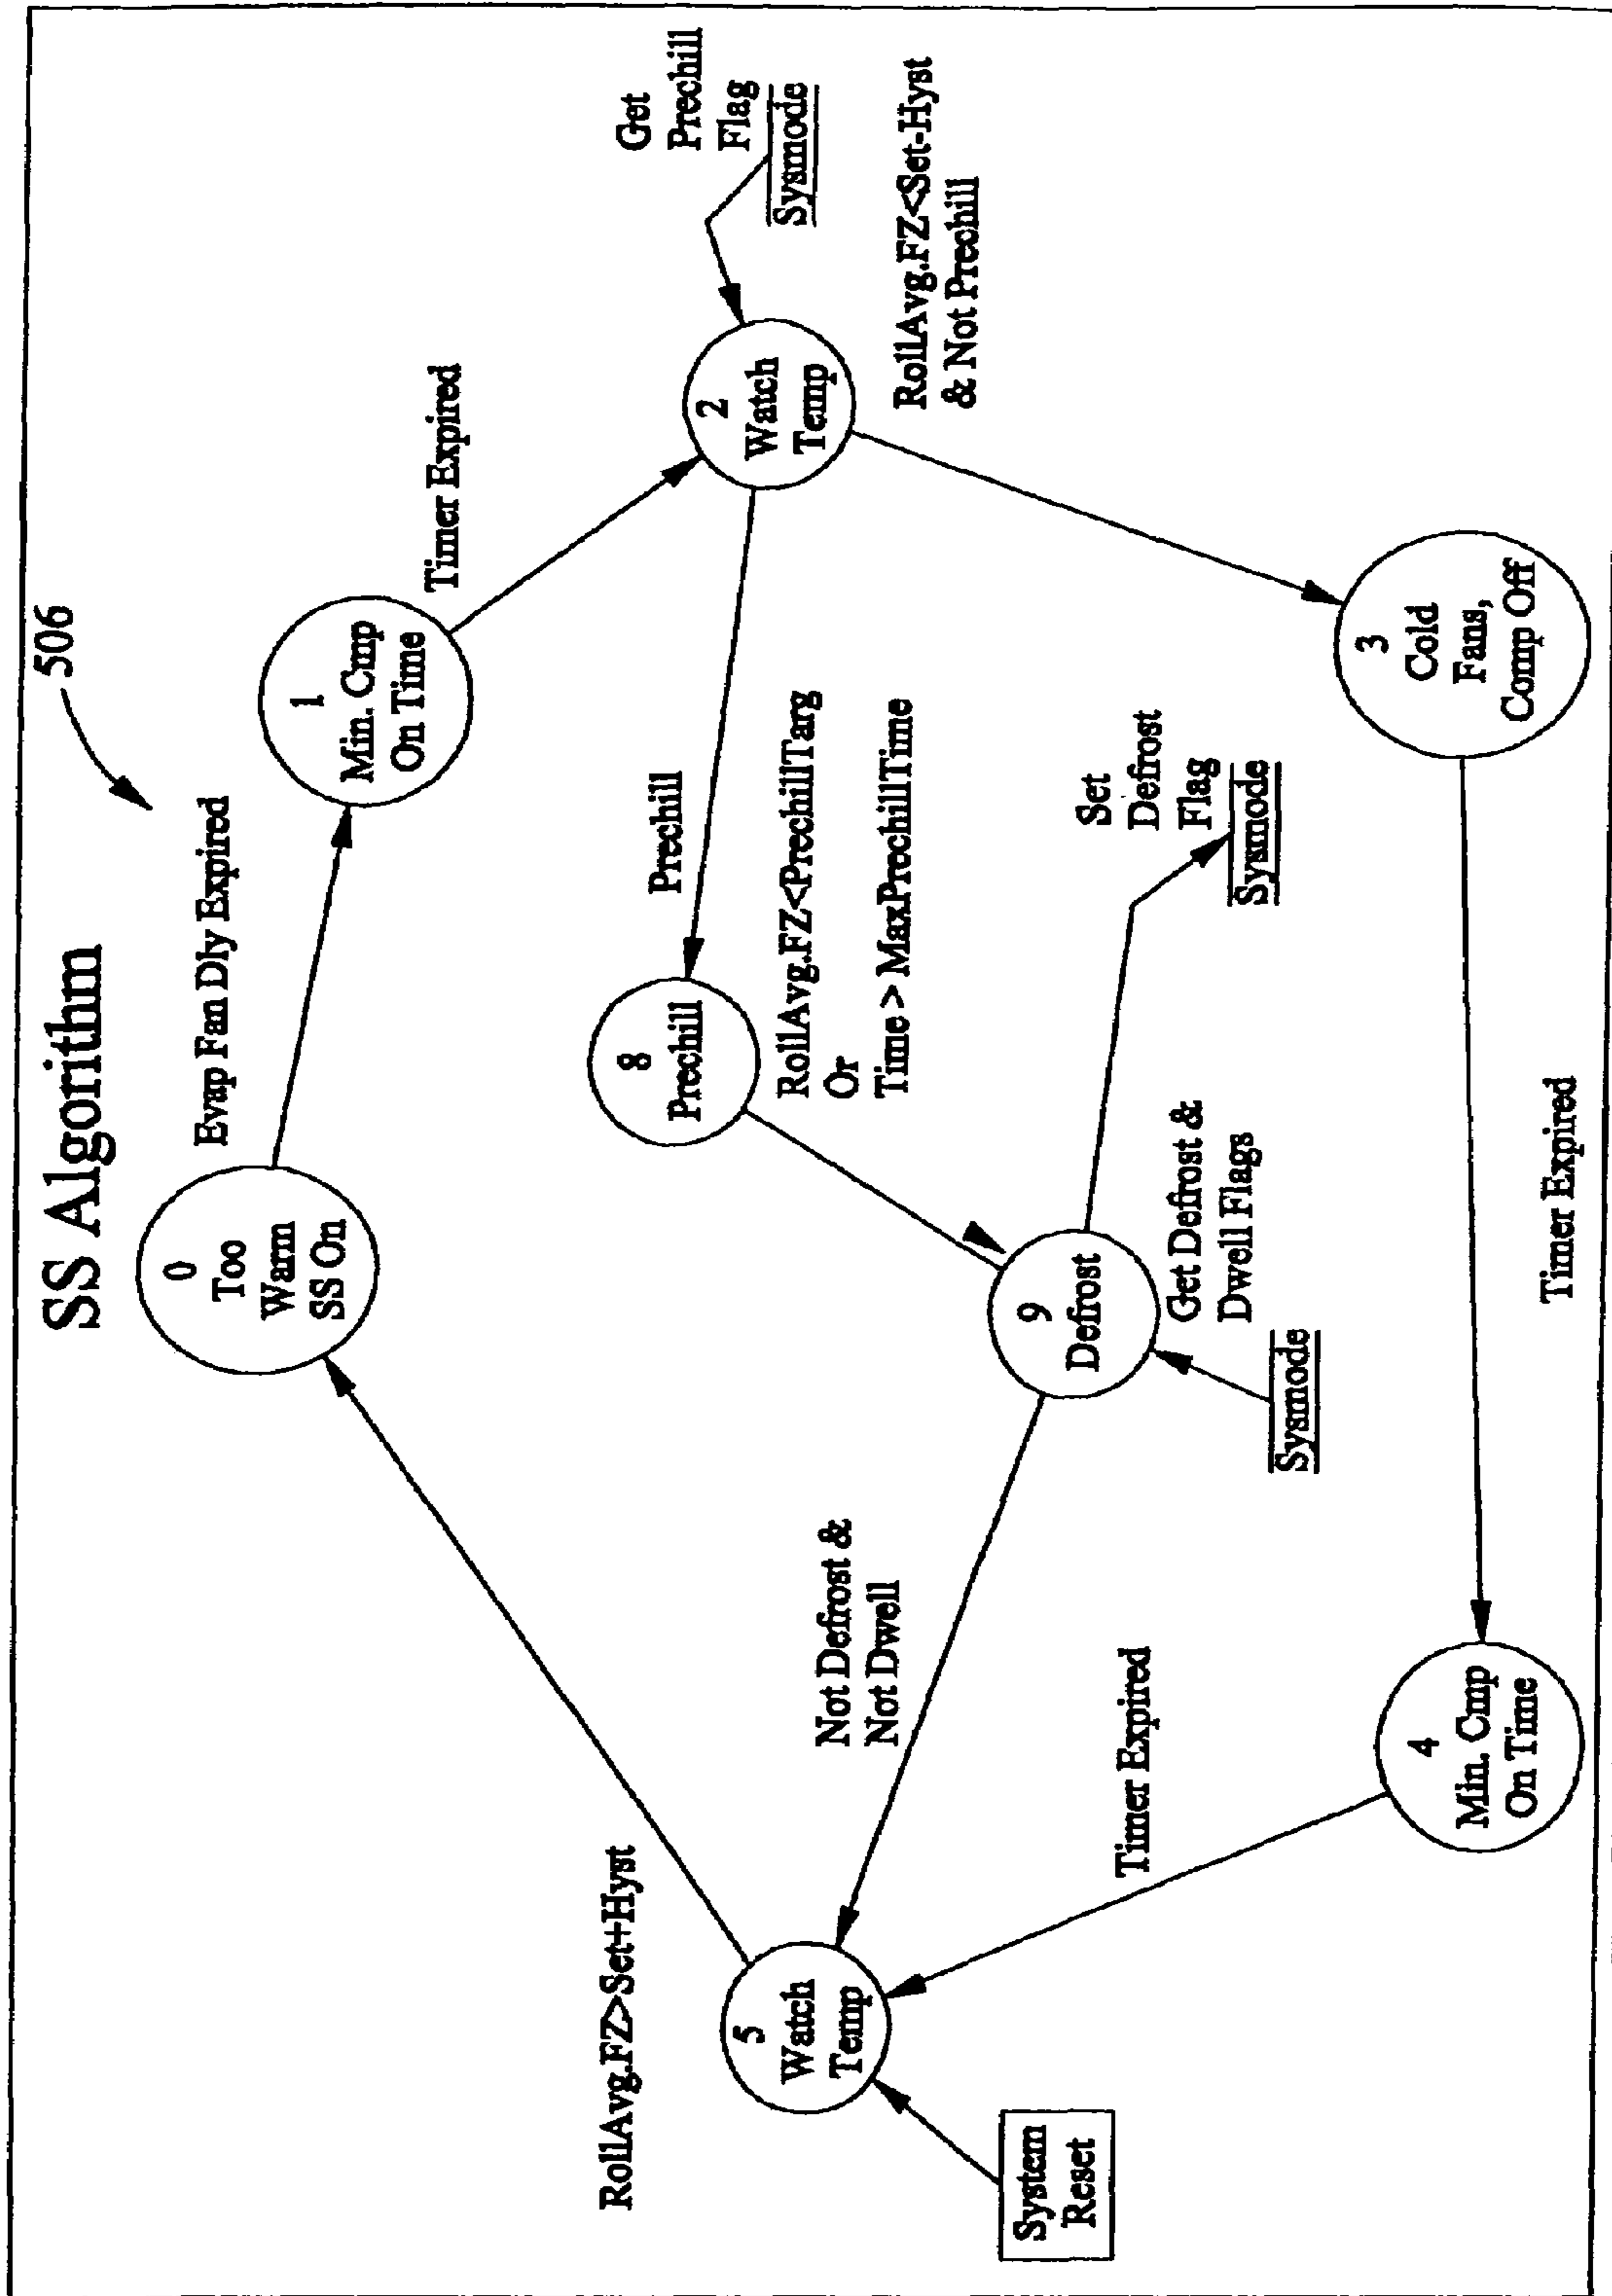 SS Algorithm
506
0
Too
Warm
SS On
Evap Fan Dly Expired
1
Min. Cmp
On Time
Timer Expired
2
Watch
Temp
Get
Prechill
Flag
Sysmode
RollAvg.FZ<Set-Hyst
& Not Prechill
Prechill
8
Prechill
RollAvg.FZ<PrechillTarg
Or
Time > MaxPrechillTime
9
Defrost
Set
Defrost
Flag
Sysmode
Get Defrost &
Dwell Flags
Sysmode
Not Defrost &
Not Dwell
RollAvg.FZ>Set+Hyst
5
Watch
Temp
System
Reset
Timer Expired
4
Min. Cmp
On Time
Timer Expired
3
Cold
Fans,
Comp Off